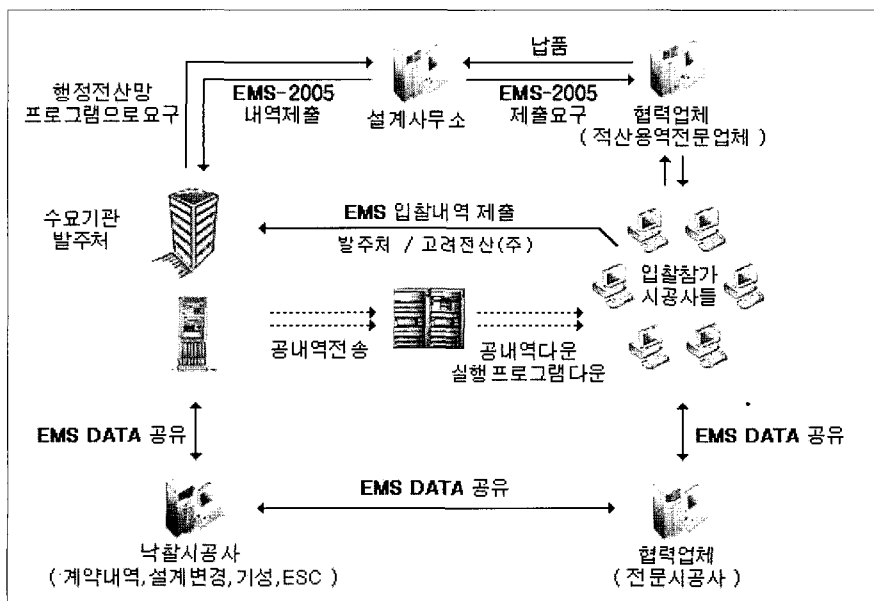 납품
행정전산망
프로그램으로요구
EMS-2005
내역제출
설계사무소
EMS-2005
제출요구
협력업체
( 적산용역전문업체 )
수요기관
발주처
EMS 입찰내역 제출
발주처 / 고려전산(주)
입찰참가
시공사들
공내역전송
공내역다운
실행 프로그램다운
EMS DATA 공유
EMS DATA 공유
EMS DATA 공유
낙찰시공사
( 계약내역,설계변경,기성,ESC )
협력업체
( 전문시공사 )